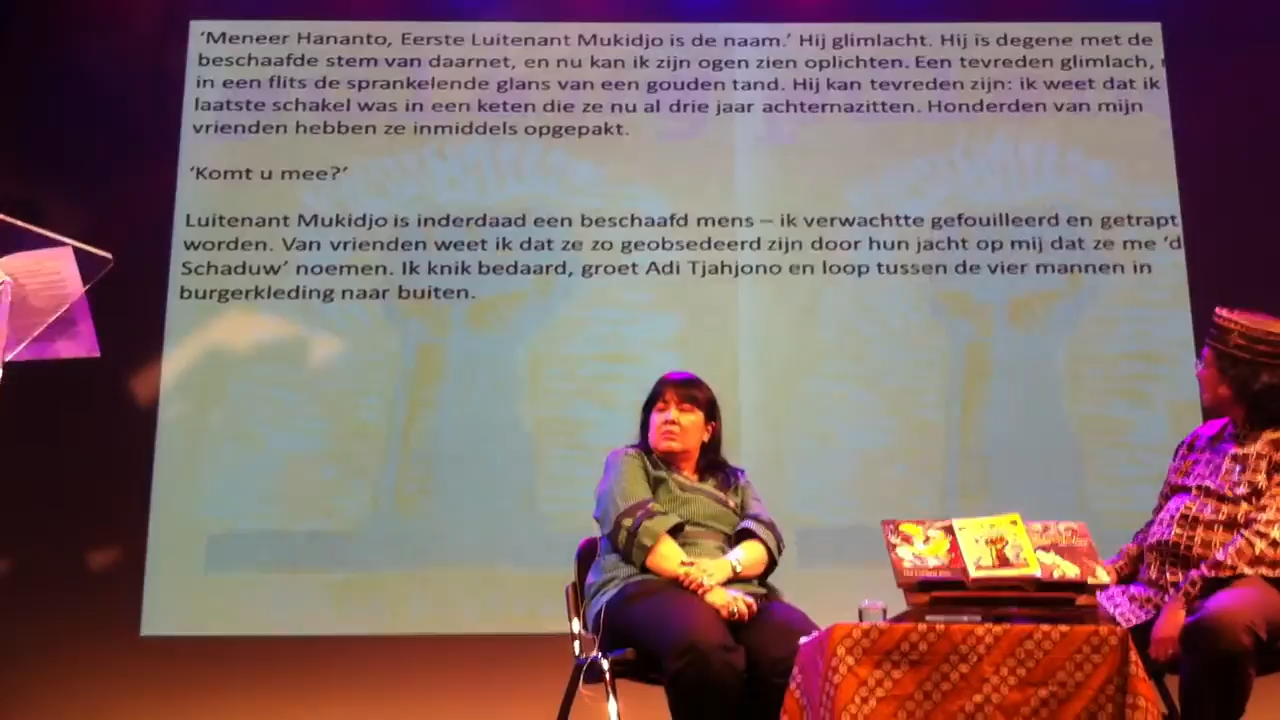 ‘Meneer Hananto, Eerste Luitenant Mukidjo is de naam.’ Hij glimlacht. Hij is degene met de
beschaafde stem van daarnet, en nu kan ik zijn ogen zien oplichten. Een tevreden glimlach,
in een flits de sprankelende glans van een gouden tand. Hij kan tevreden zijn: ik weet dat ik
laatste schakel was in een keten die ze nu al drie jaar achternazitten. Honderden van mijn
vrienden hebben ze inmiddels opgepakt.
‘Komt u mee?’
Luitenant Mukidjo is inderdaad een beschaafd mens – ik verwachtte gefouilleerd en getrapt
worden. Van vrienden weet ik dat ze zo geobsedeerd zijn door hun jacht op mij dat ze me ‘d
Schaduw’ noemen. Ik knik bedaard, groet Adi Tjahjono en loop tussen de vier mannen in
burgerkleding naar buiten.